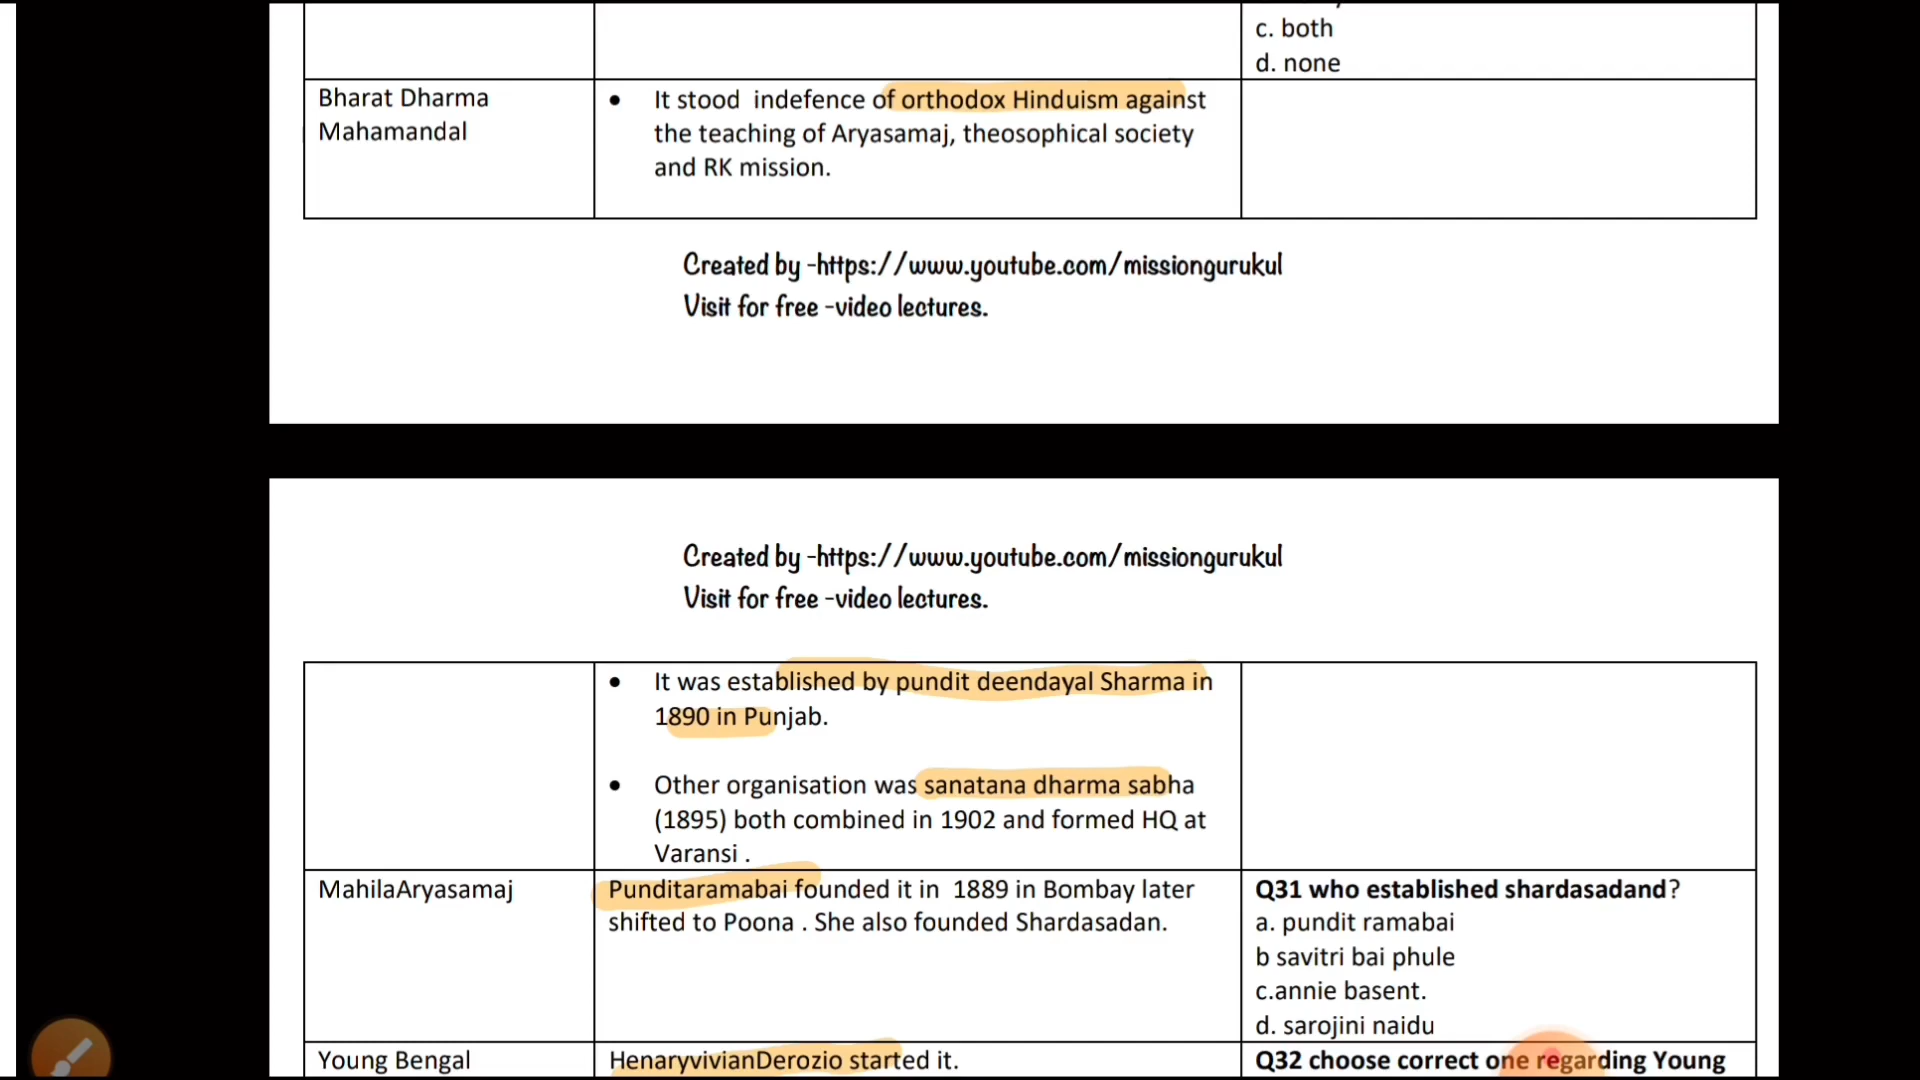 c. both
d. none
Bharat Dharma
Mahamandal
• It stood indefence of orthodox Hinduism against
the teaching of Aryasamaj, theosophical society
and RK mission.
Created by -https://www.youtube.com/missiongurukul
Visit for free -video lectures.
Created by -https://www.youtube.com/missiongurukul
Visit for free -video lectures.
• It was established by pundit deendayal Sharma in
1890 in Punjab.
• Other organisation was sanatana dharma sabha
(1895) both combined in 1902 and formed HQ at
Varansi .
MahilaAryasamaj
Punditaramabai founded it in 1889 in Bombay later
shifted to Poona . She also founded Shardasadan.
Q31 who established shardasadand?
a. pundit ramabai
b savitri bai phule
c.annie basent.
d. sarojini naidu
Young Bengal
HenaryvivianDerozio started it.
Q32 choose correct one regarding Young